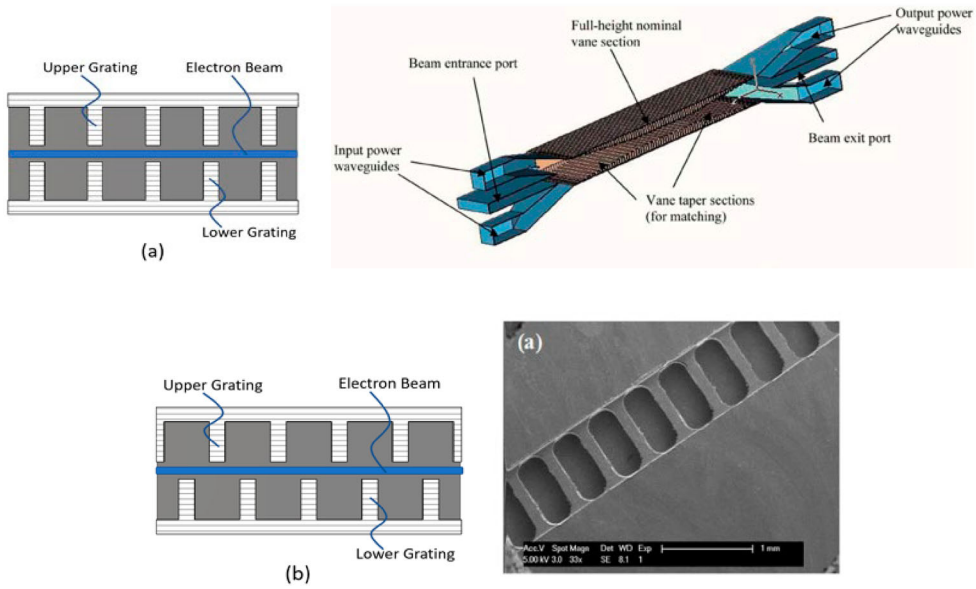 Upper Grating
Electron Beam
Lower Grating
(a)
Full-height nominal
vane section
Output power
waveguides
Beam entrance port
Input power
waveguides
Beam exit port
Vane taper sections
(for matching)
Upper Grating
Electron Beam
Lower Grating
(b)
(a)
Acc.V Spot Magn Det WD Exp
5.00 kV 3.0 33x SE 8.1 1
1 mm